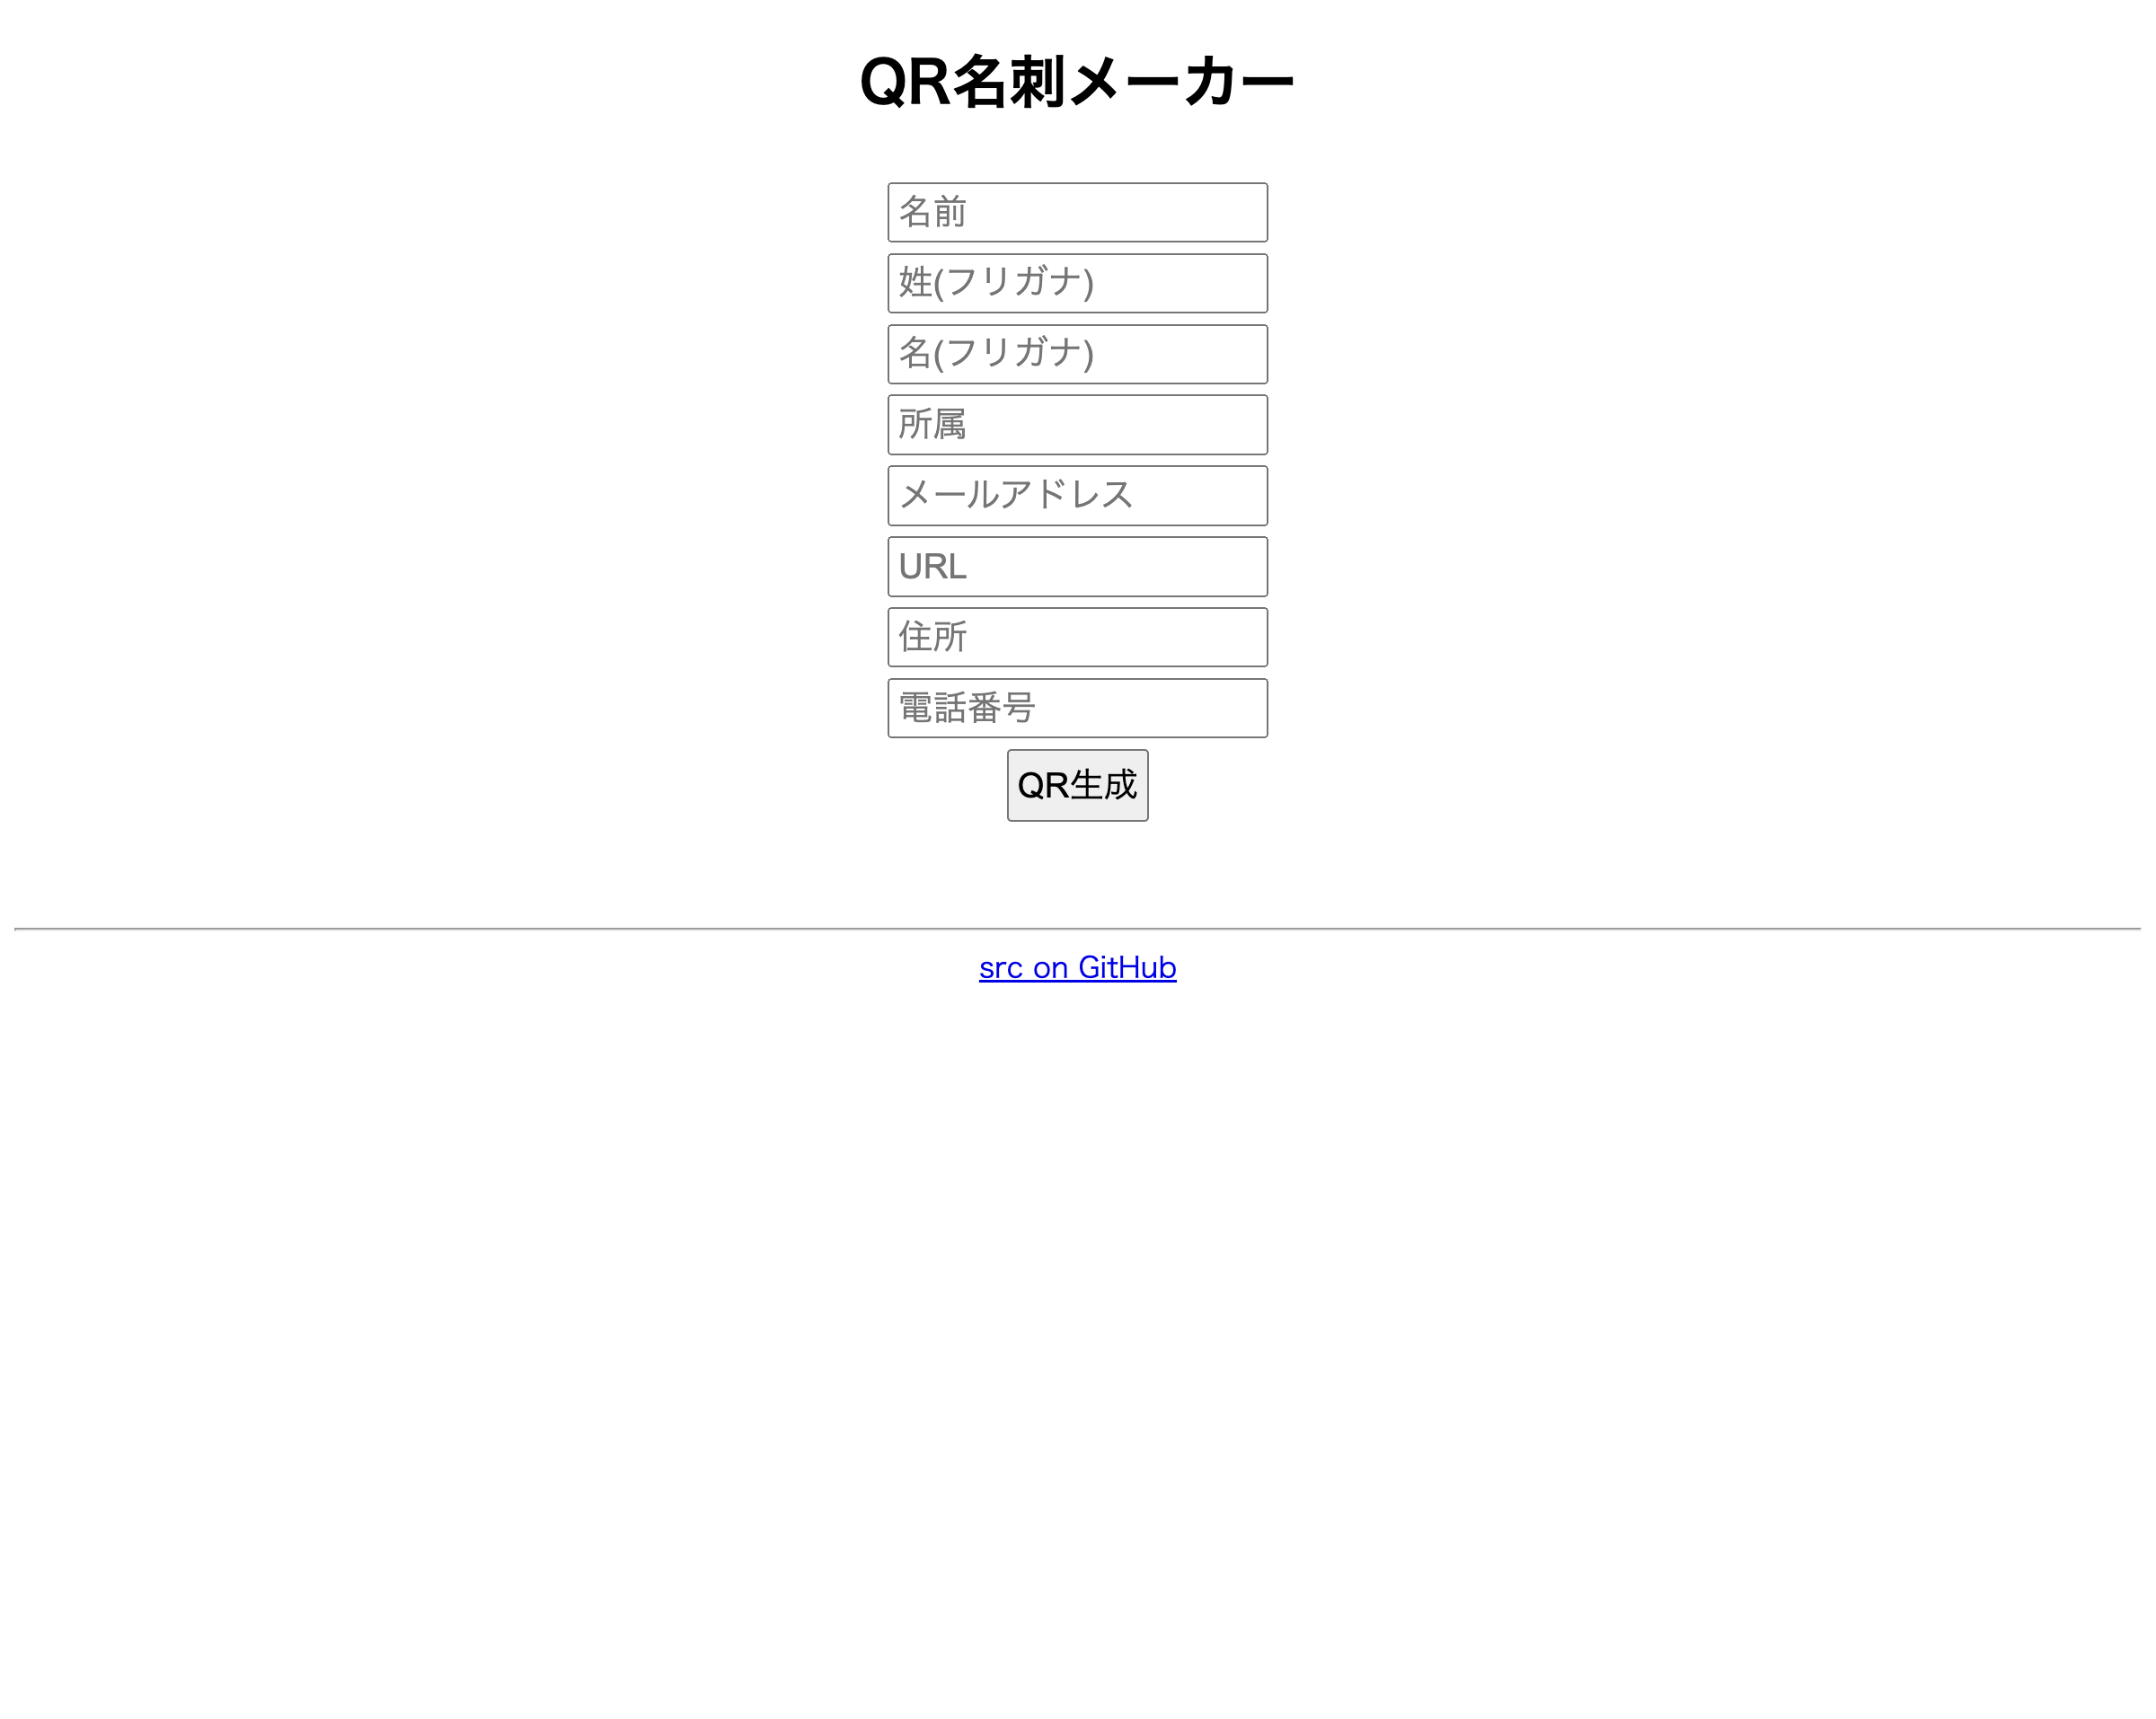 QR名刺メーカー
名前
姓(フリガナ)
名(フリガナ)
所属
メールアドレス
URL
住所
電話番号
QR生成
src on GitHub